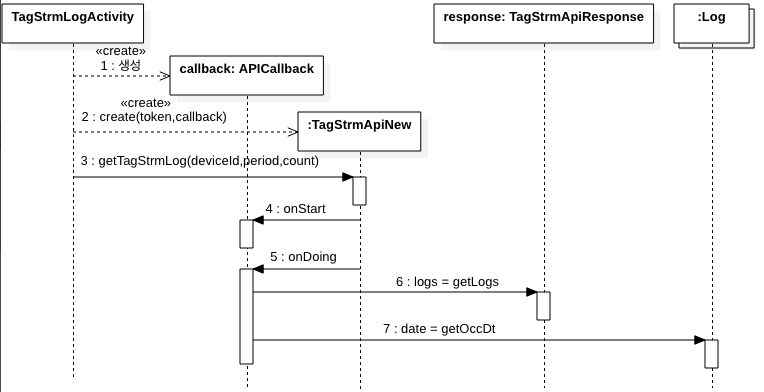 TagStrmLogActivity
response: TagStrmApiResponse
:Log
«create»
1 : 생성
callback: APICallback
«create»
2 : create(token,callback)
:TagStrmApiNew
3 : getTagStrmLog(deviceId,period,count)
4 : onStart
5 : onDoing
6 : logs = getLogs
7 : date = getOccDt